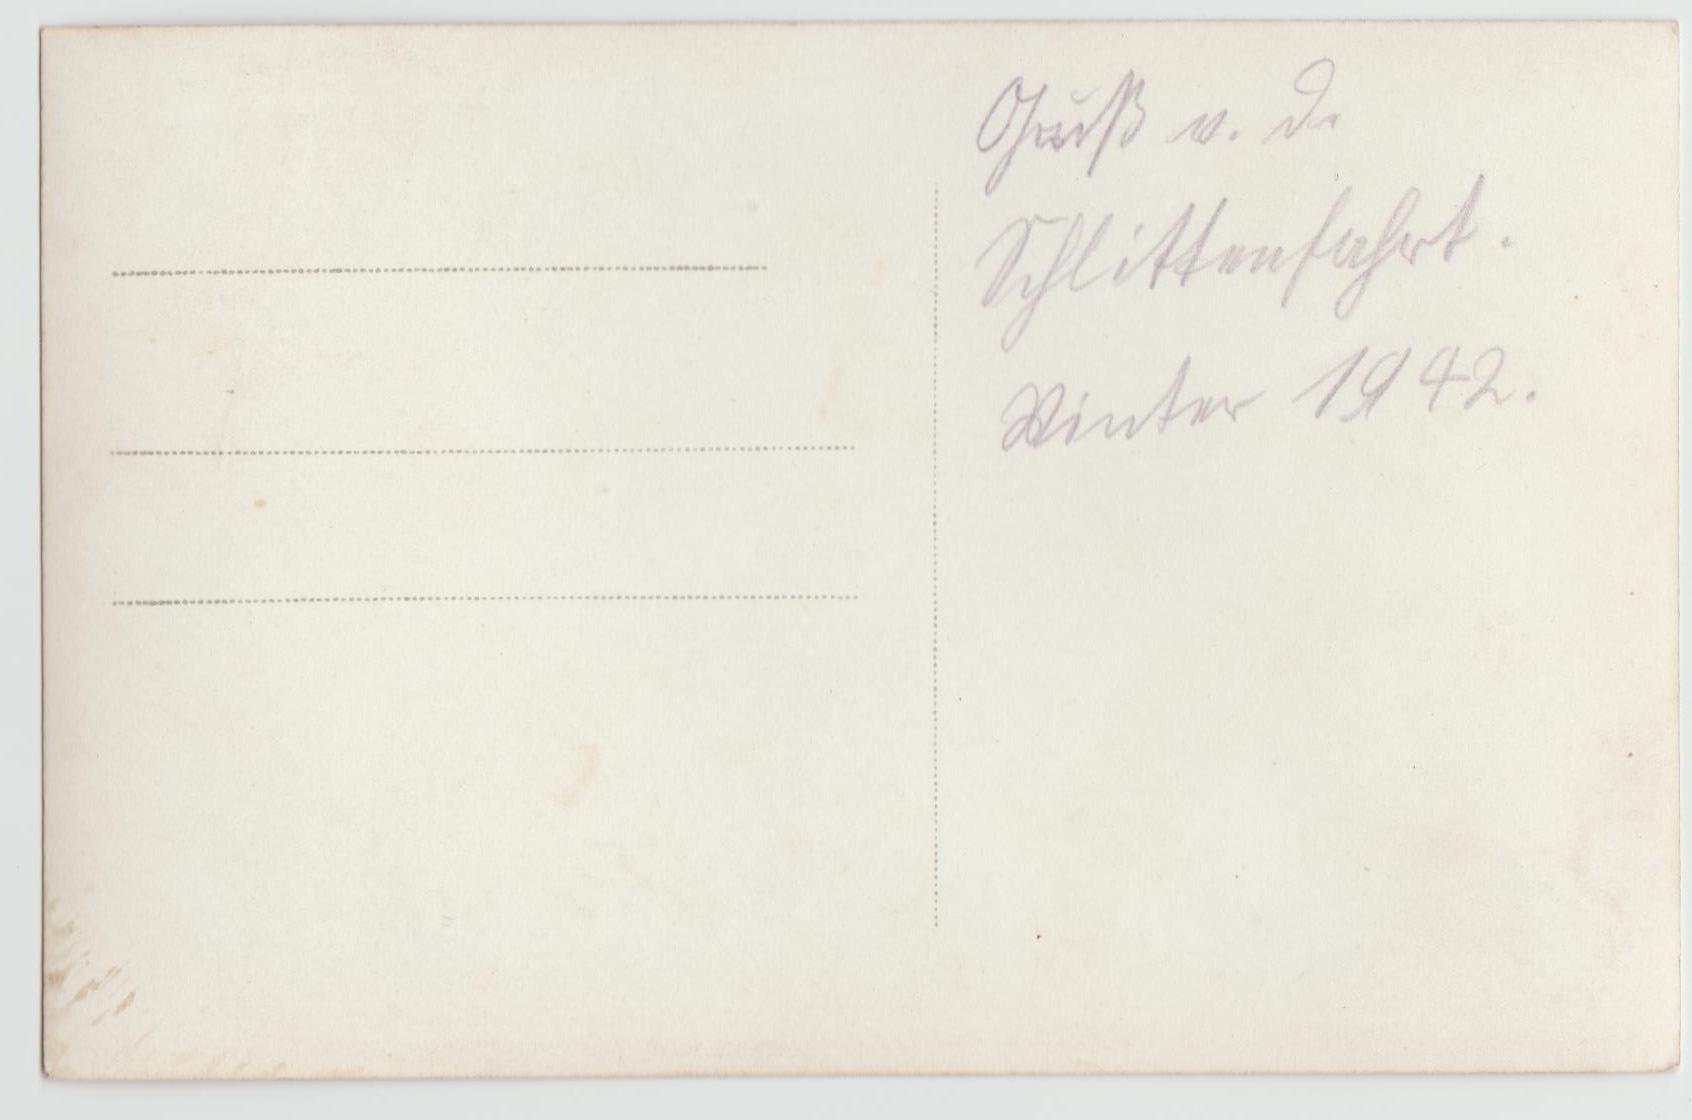 Gruß v. d.
Schlittenfahrt.
Winter 1942.